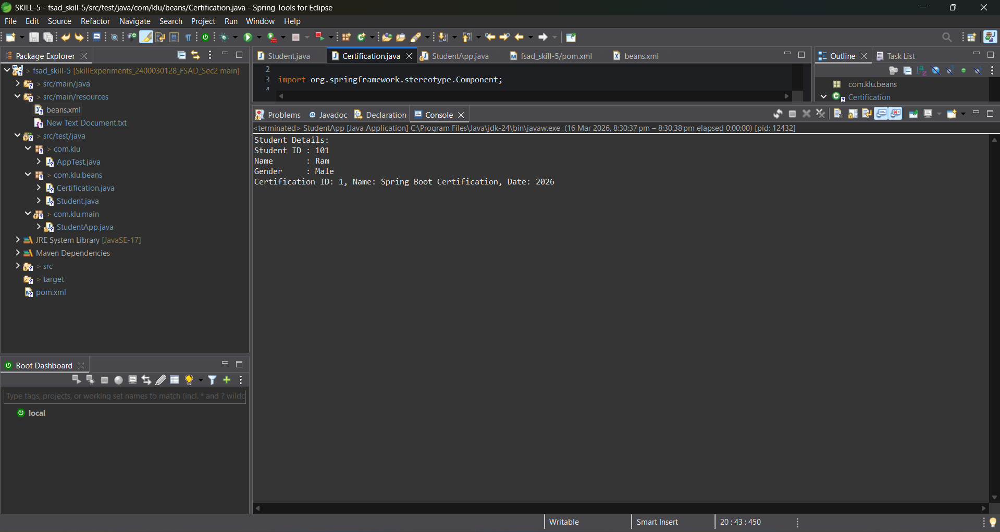 SKILL-5 - fsad_skill-5/src/test/java/com/klu/beans/Certification.java - Spring Tools for Eclipse
File Edit Source Refactor Navigate Search Project Run Window Help
Package Explorer
> fsad_skill-5 [SkillExperiments_2400030128_FSAD_Sec2 main]
> src/main/java
> src/main/resources
beans.xml
New Text Document.txt
> src/test/java
> com.klu
AppTest.java
> com.klu.beans
Certification.java
Student.java
> com.klu.main
StudentApp.java
JRE System Library [JavaSE-17]
Maven Dependencies
> src
> target
pom.xml
Boot Dashboard
Type tags, projects, or working set names to match (incl. * and ? wildc
local
Student.java Certification.java StudentApp.java fsad_skill-5/pom.xml beans.xml
2
3 import org.springframework.stereotype.Component;
4
Outline Task List
com.klu.beans
Certification
Problems Javadoc Declaration Console
<terminated> StudentApp [Java Application] C:\Program Files\Java\jdk-24\bin\javaw.exe (16 Mar 2026, 8:30:37 pm – 8:30:38 pm elapsed 0:00:00) [pid: 12432]
Student Details:
Student ID : 101
Name : Ram
Gender : Male
Certification ID: 1, Name: Spring Boot Certification, Date: 2026
Writable Smart Insert 20 : 43 : 450